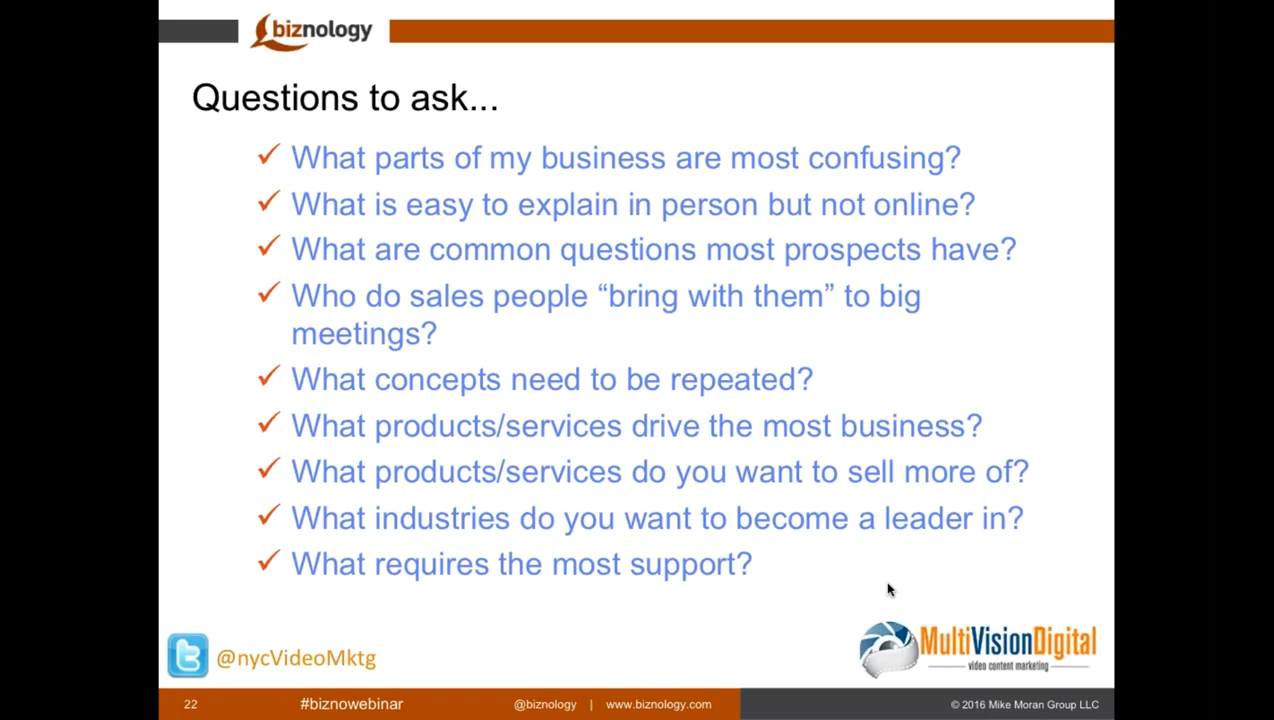 biznology
Questions to ask...
✓ What parts of my business are most confusing?
✓ What is easy to explain in person but not online?
✓ What are common questions most prospects have?
✓ Who do sales people “bring with them” to big
meetings?
✓ What concepts need to be repeated?
✓ What products/services drive the most business?
✓ What products/services do you want to sell more of?
✓ What industries do you want to become a leader in?
✓ What requires the most support?
@nycVideoMktg
MultiVisionDigital
video content marketing
22 #biznowebinar @biznology | www.biznology.com © 2016 Mike Moran Group LLC